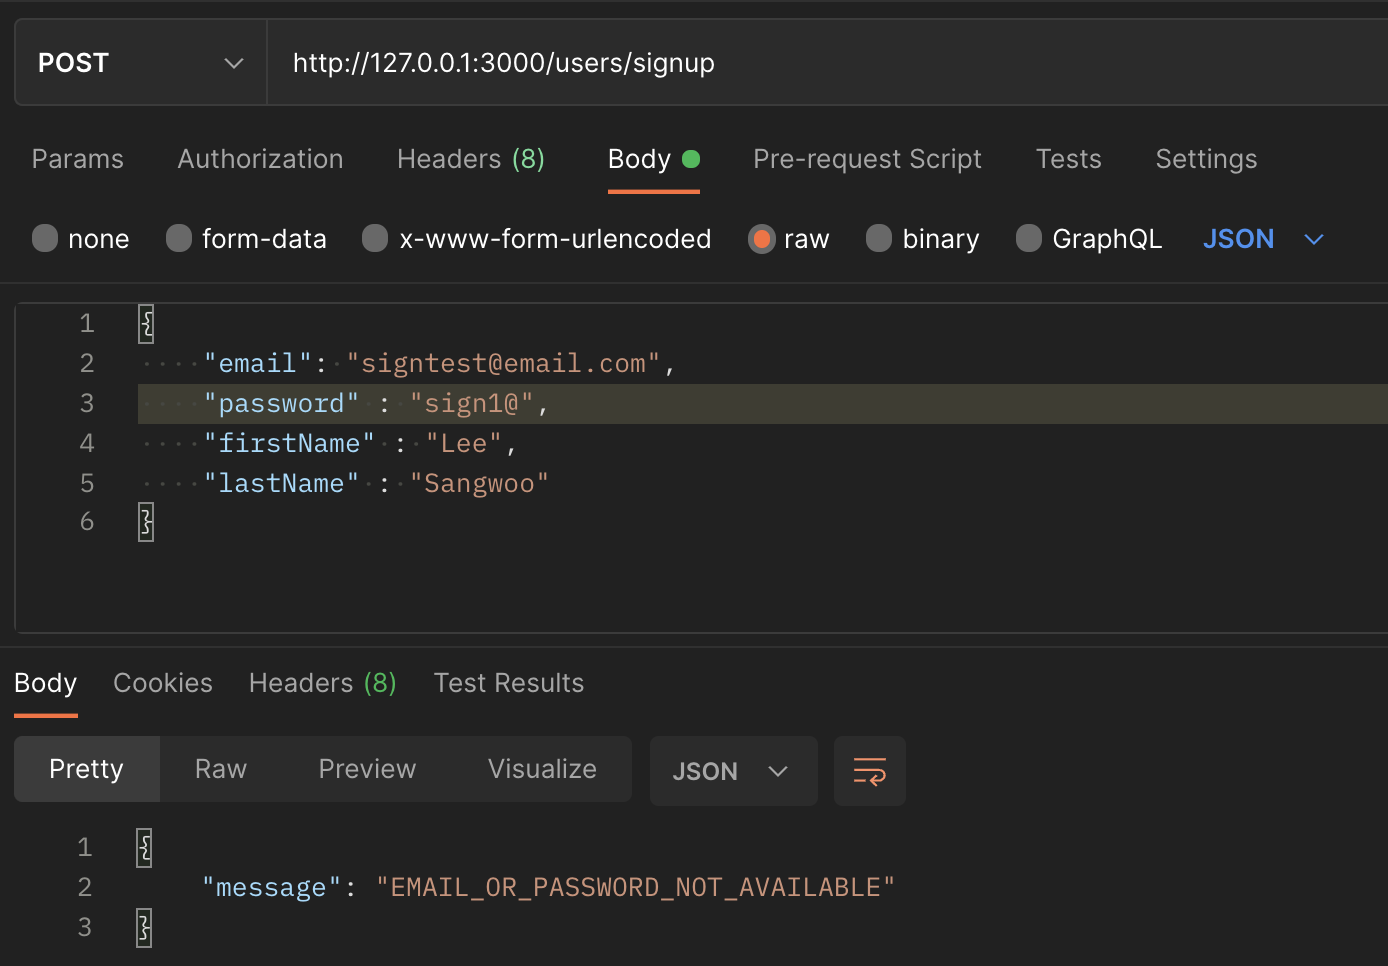 POST http://127.0.0.1:3000/users/signup
Params Authorization Headers (8) Body Pre-request Script Tests Settings
none form-data x-www-form-urlencoded raw binary GraphQL JSON
1 {
2 "email": "signtest@email.com",
3 "password" : "sign1@",
4 "firstName" : "Lee",
5 "lastName" : "Sangwoo"
6 }
Body Cookies Headers (8) Test Results
Pretty Raw Preview Visualize JSON
1 {
2 "message": "EMAIL_OR_PASSWORD_NOT_AVAILABLE"
3 }